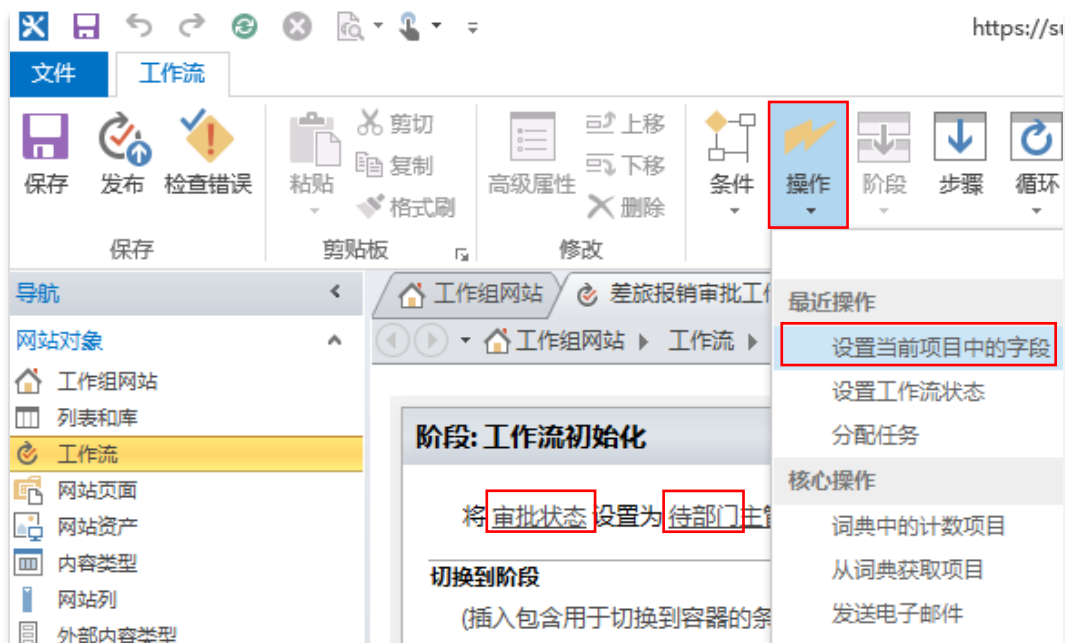 https://su
文件 工作流
剪切 上移
复制 下移
保存 发布 检查错误 粘贴 格式刷 高级属性 删除 条件 操作 阶段 步骤 循环
保存 剪贴板 修改
导航 工作组网站 差旅报销审批工作
最近操作
网站对象 工作组网站 工作流
设置当前项目中的字段
工作组网站
设置工作流状态
列表和库
阶段: 工作流初始化
分配任务
工作流
核心操作
网站页面
将 审批状态 设置为 待部门主管
网站资产
词典中的计数项目
内容类型
切换到阶段
从词典获取项目
网站列
(插入包含用于切换到容器的条
发送电子邮件
外部内容类型